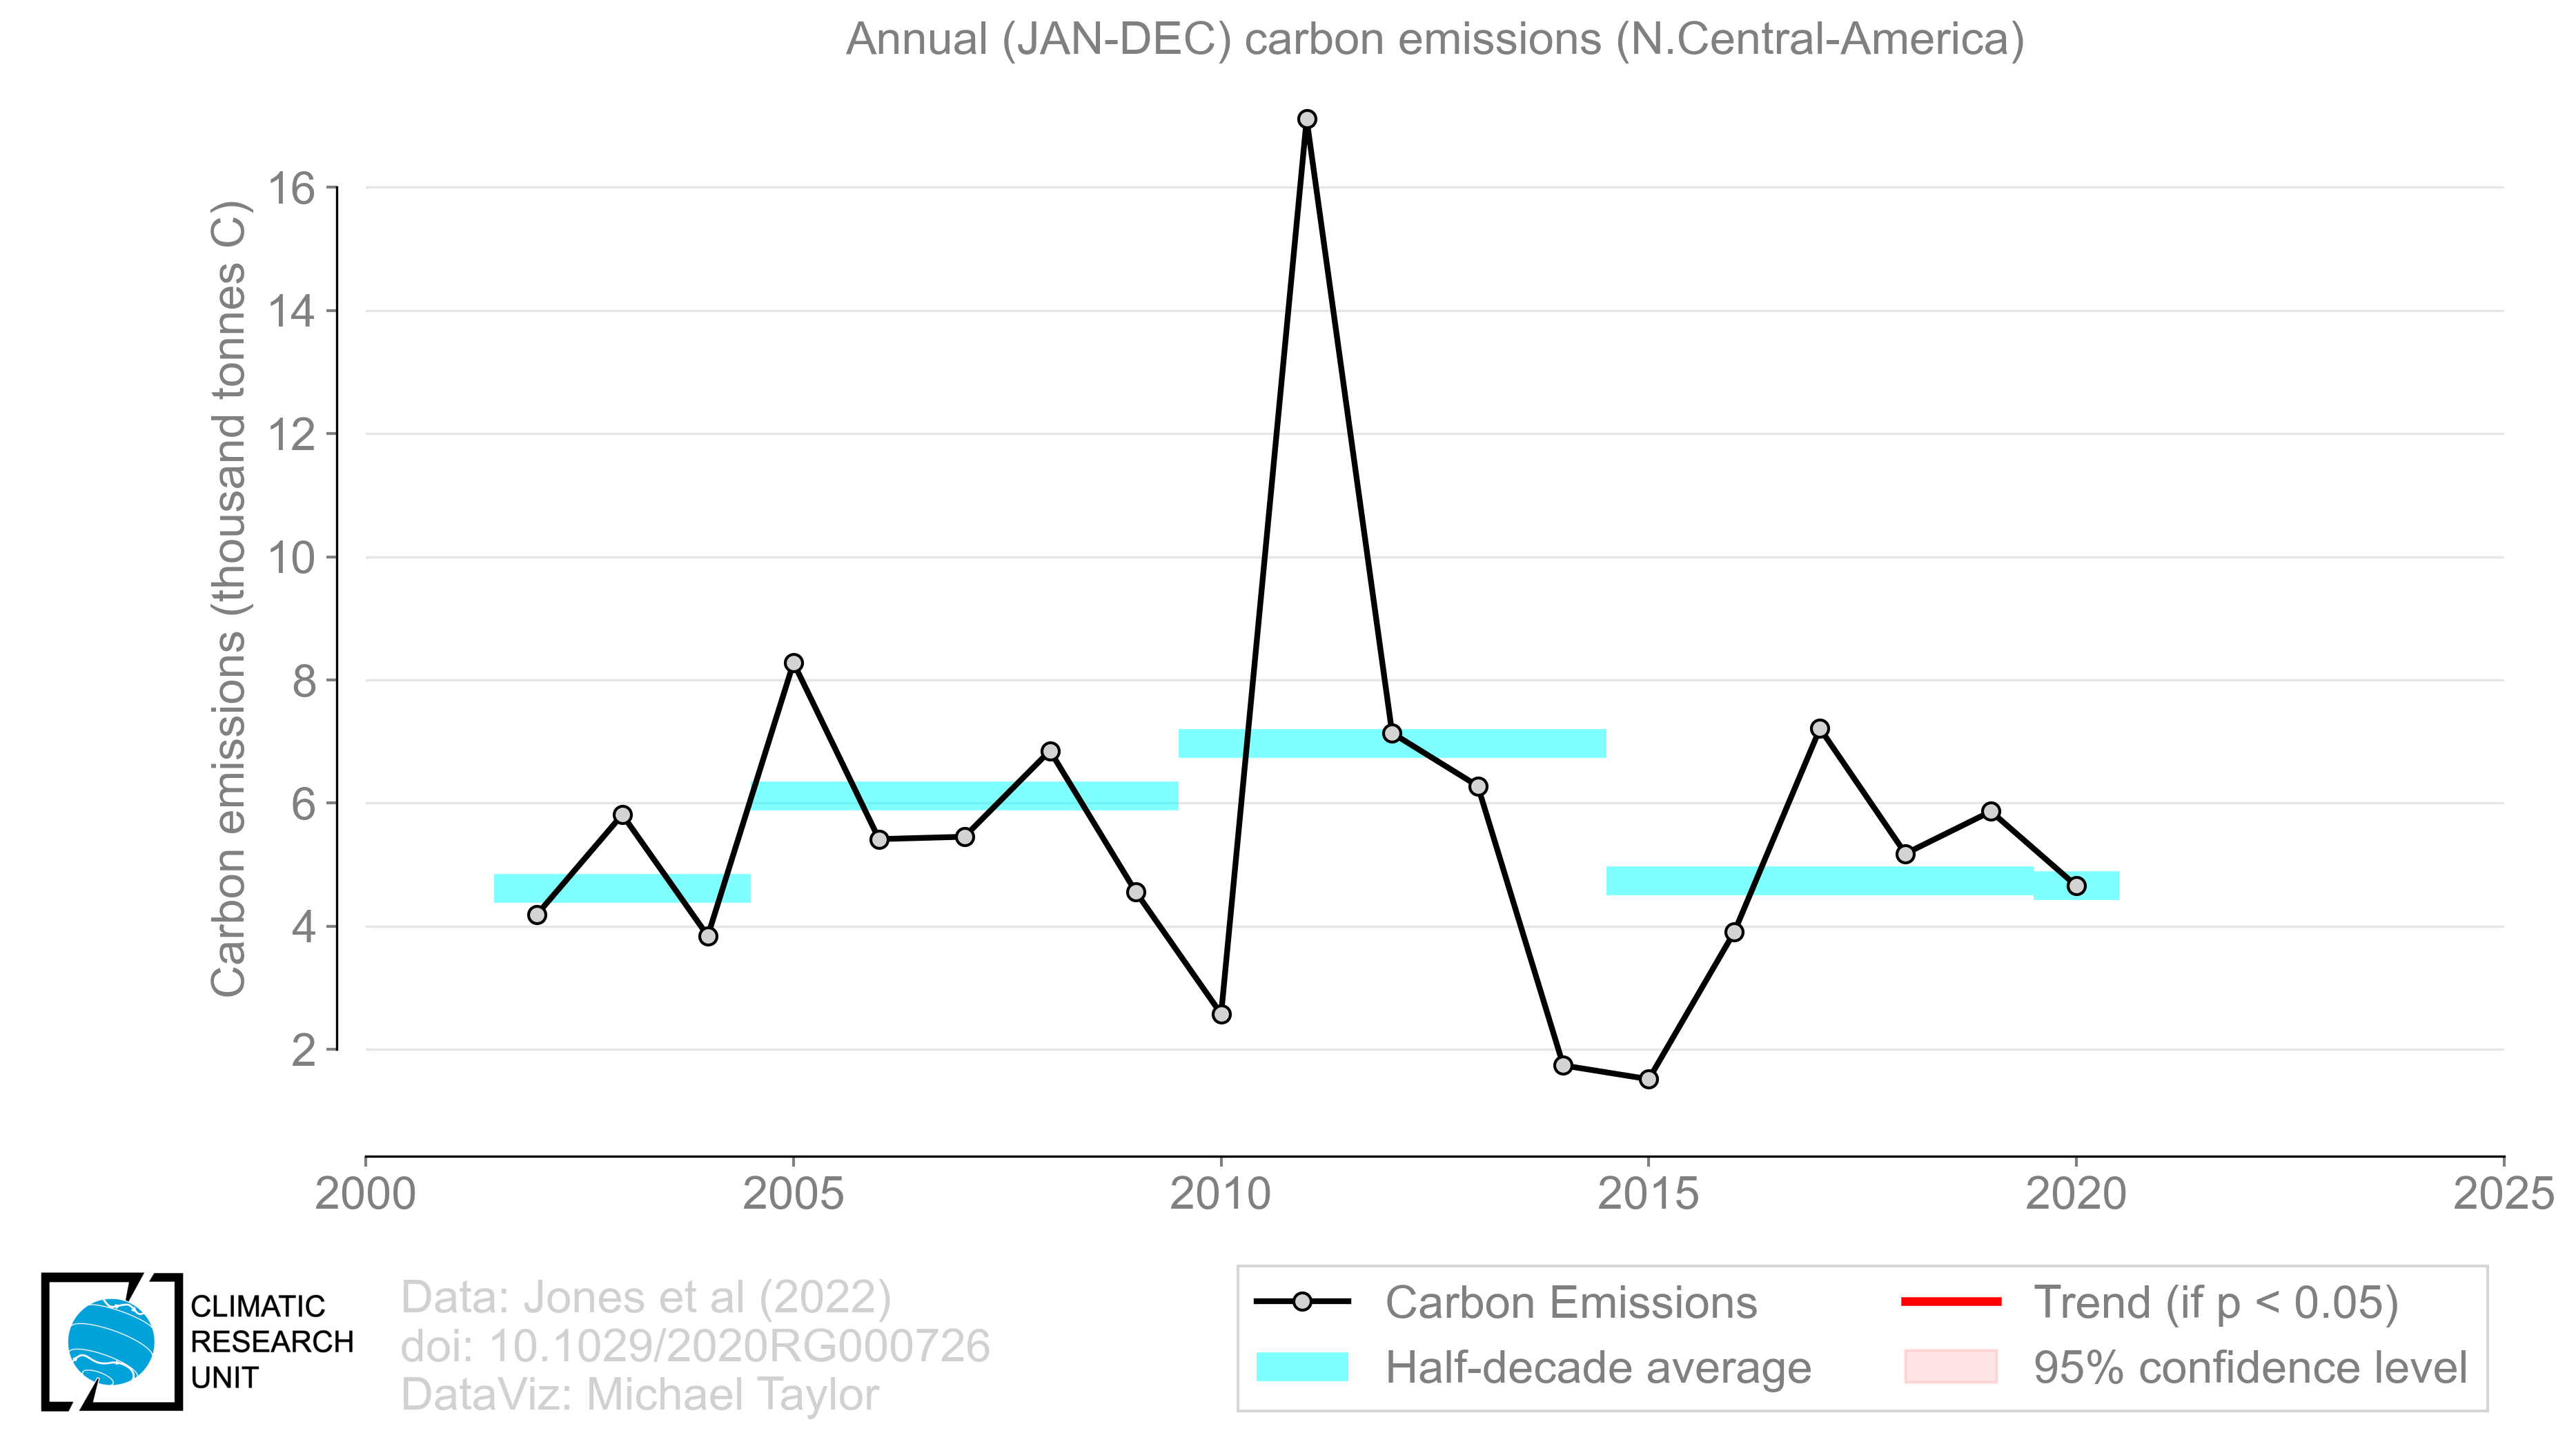 Annual (JAN-DEC) carbon emissions (N.Central-America)
Carbon emissions (thousand tonnes C)
16
14
12
10
8
6
4
2
2000 2005 2010 2015 2020 2025
CLIMATIC
RESEARCH
UNIT
Data: Jones et al (2022)
doi: 10.1029/2020RG000726
DataViz: Michael Taylor
Carbon Emissions
Half-decade average
Trend (if p < 0.05)
95% confidence level